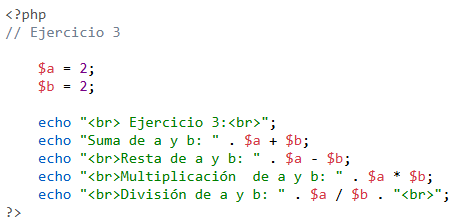 <?php
// Ejercicio 3
$a = 2;
$b = 2;
echo "<br> Ejercicio 3:<br>";
echo "Suma de a y b: " . $a + $b;
echo "<br>Resta de a y b: " . $a - $b;
echo "<br>Multiplicación  de a y b: " . $a * $b;
echo "<br>División de a y b: " . $a / $b . "<br>";
?>